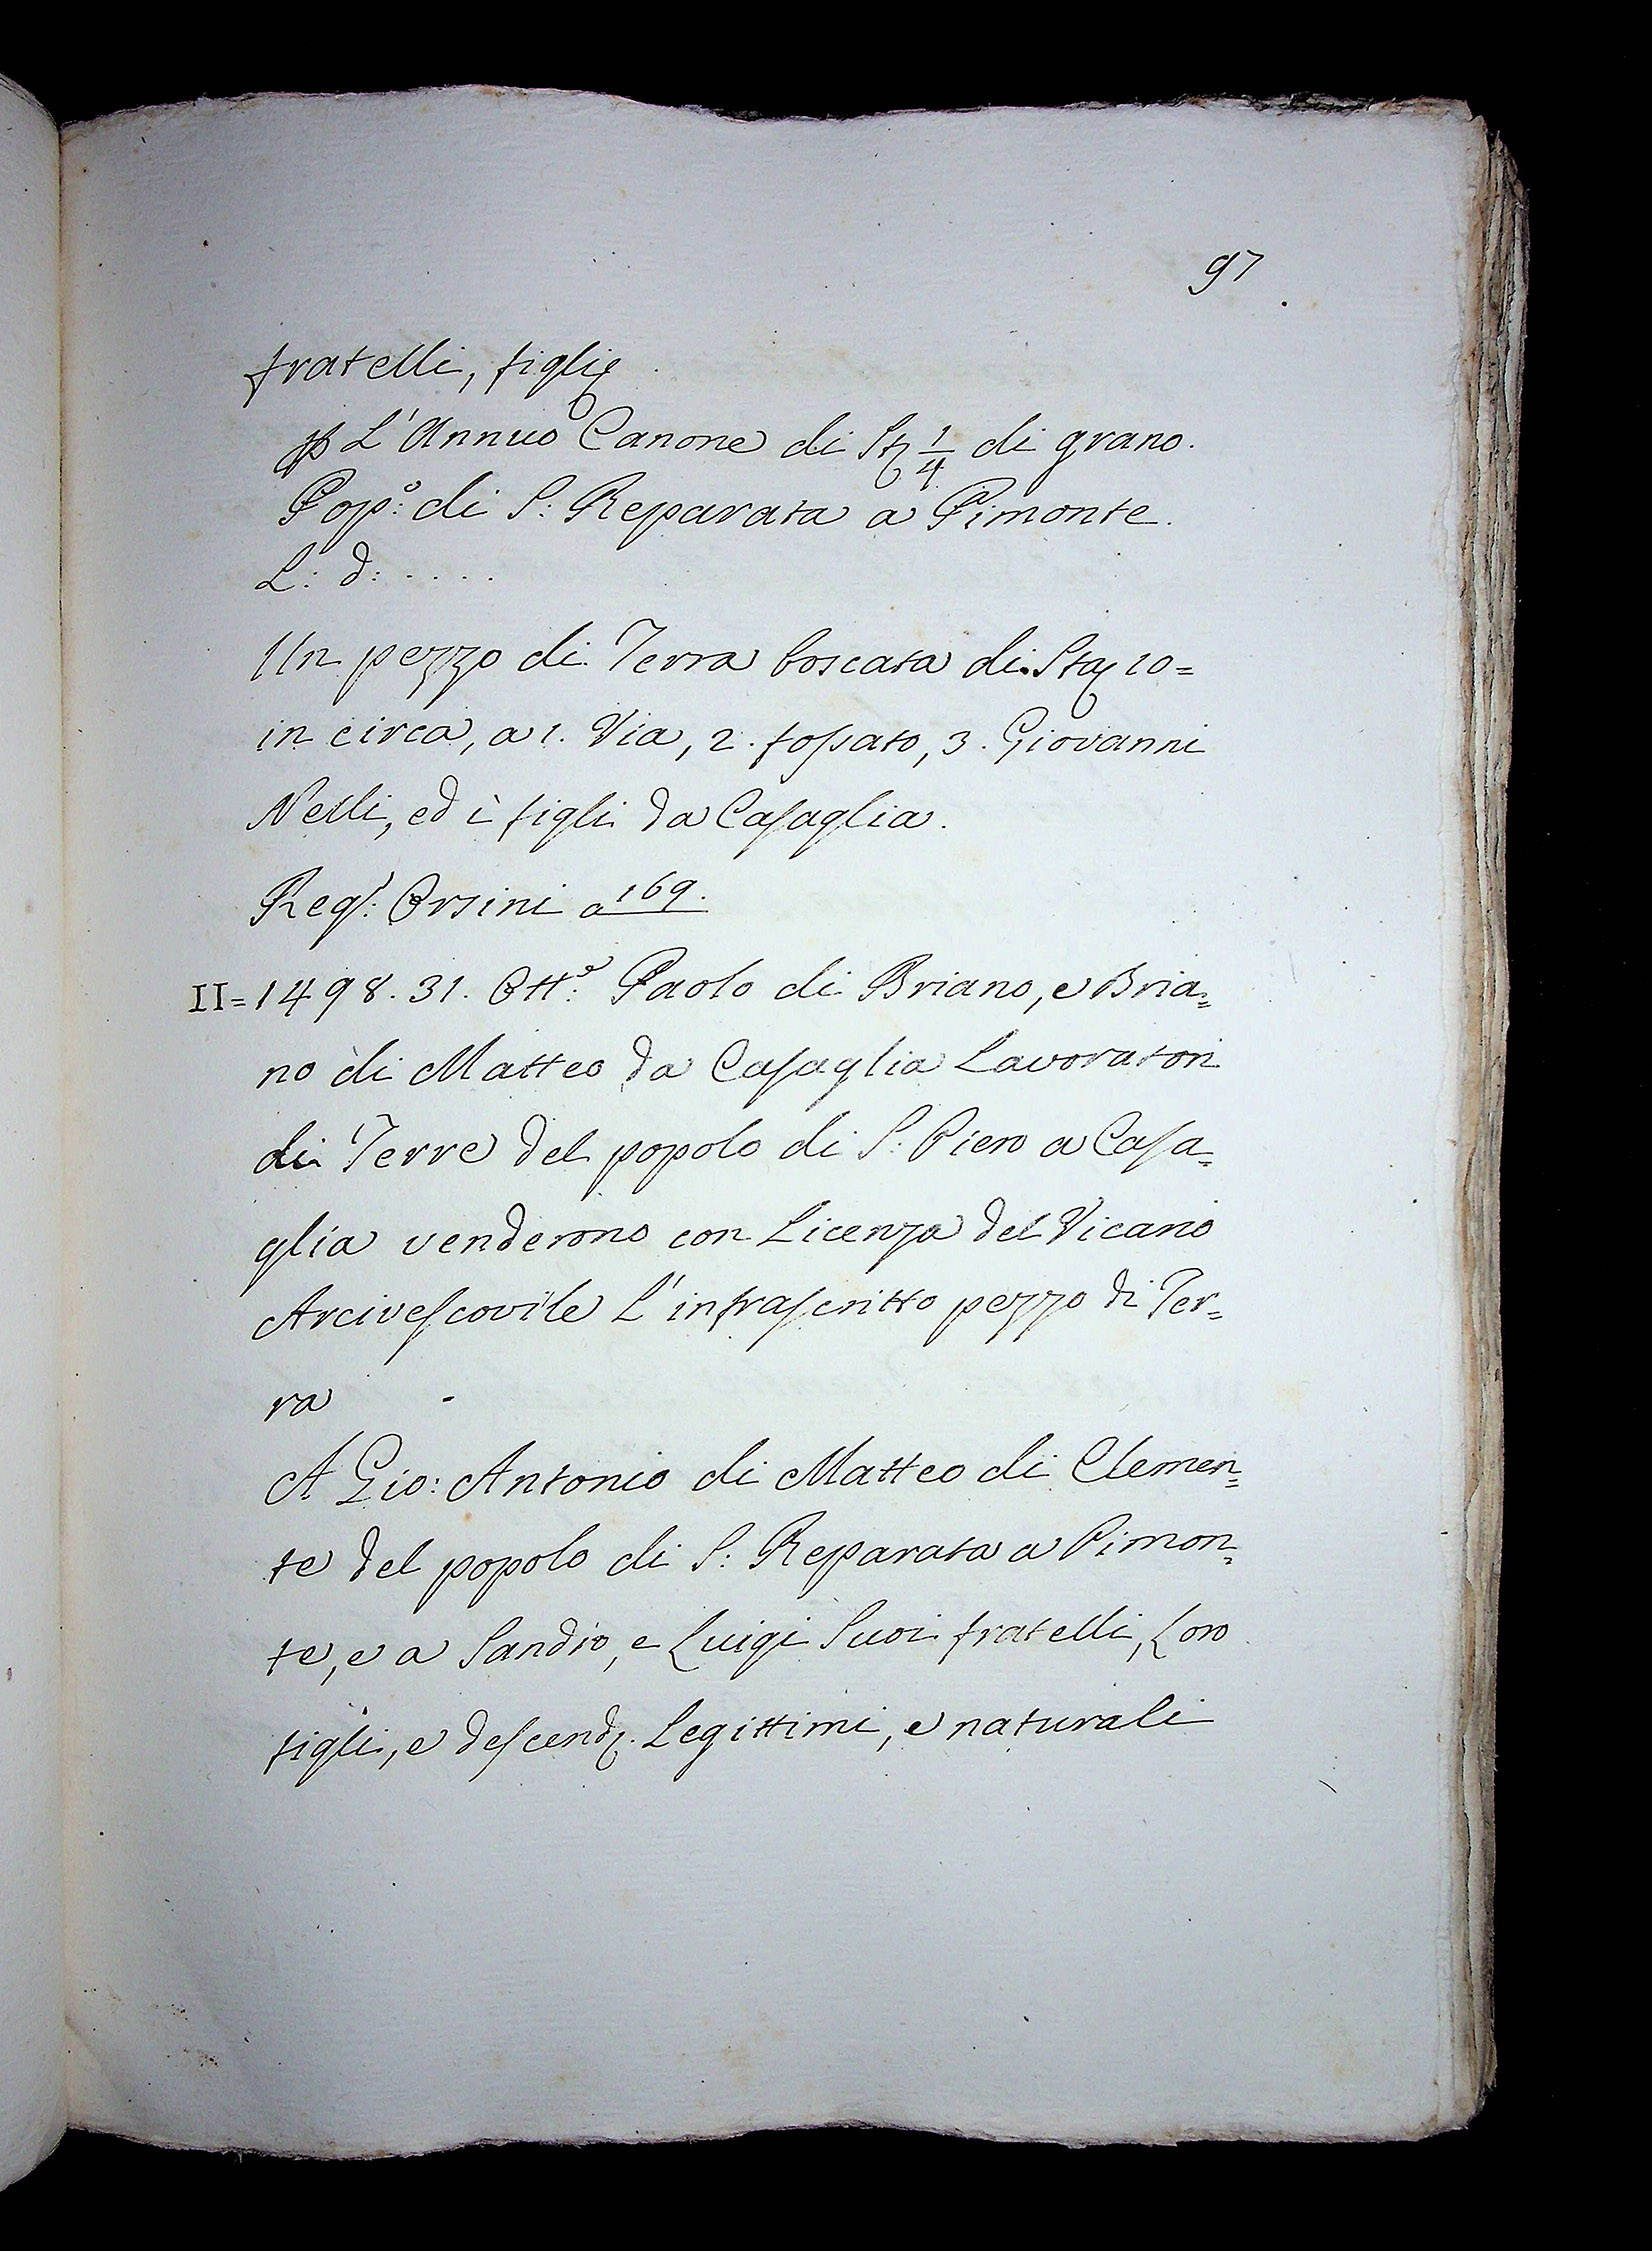 97
fratelli, figli &
p L'Annuo Canone di St 1/4 di grano.
Pop.º di S: Reparata a Pimonte.
L: d: . . . .
Un pezzo di Terra boscata di Sta 10=
in circa, a 1. Via, 2. fossato, 3. Giovanni
Nelli, ed i figli da Casaglia.
Reg.: Orsini a 169.
II= 1498. 31. Ott.e Paolo di Briano, e Bria=
no di Matteo da Casaglia Lavoratori
di Terre del popolo di S: Piero a Casa=
glia venderono con Licenza del Vicario
Arcivescovile L'infrascritto pezzo di Ter=
ra
A Gio: Antonio di Matteo di Clemen=
te del popolo di S: Reparata a Pimon=
te, e a Sandro, e Luigi Suoi fratelli, Loro
figli, e descend. Legittimi, e naturali